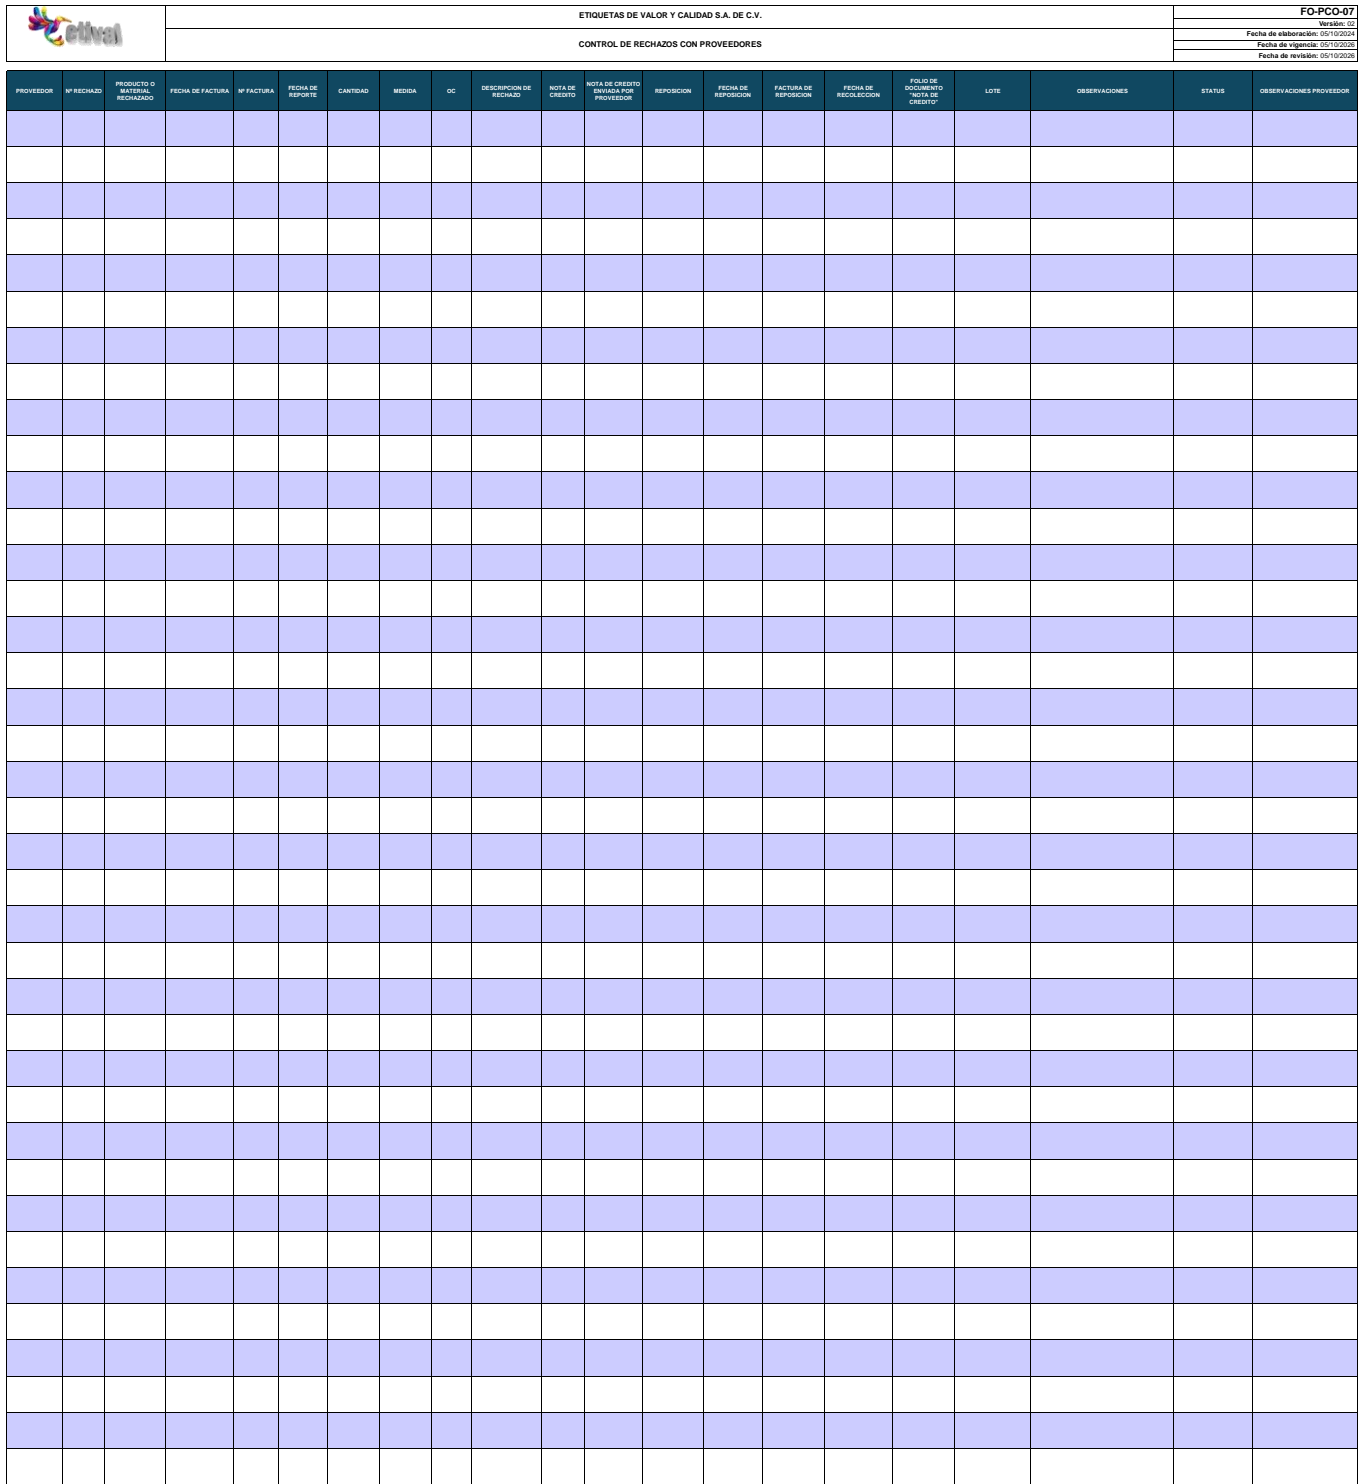 etival
ETIQUETAS DE VALOR Y CALIDAD S.A. DE C.V.
CONTROL DE RECHAZOS CON PROVEEDORES
FO-PCO-07
Versión: 02
Fecha de elaboración: 05/10/2024
Fecha de vigencia: 05/10/2026
Fecha de revisión: 05/10/2026
PROVEEDOR
Nº RECHAZO
PRODUCTO O
MATERIAL
RECHAZADO
FECHA DE FACTURA
Nº FACTURA
FECHA DE
REPORTE
CANTIDAD
MEDIDA
OC
DESCRIPCION DE
RECHAZO
NOTA DE
CREDITO
NOTA DE CREDITO
ENVIADA POR
PROVEEDOR
REPOSICION
FECHA DE
REPOSICION
FACTURA DE
REPOSICION
FECHA DE
RECOLECCION
FOLIO DE
DOCUMENTO
"NOTA DE
CREDITO"
LOTE
OBSERVACIONES
STATUS
OBSERVACIONES PROVEEDOR